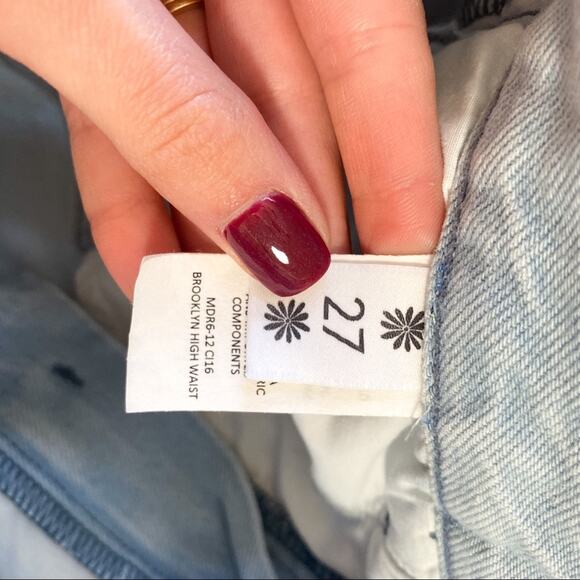 27
COMPONENTS
MDR6-12 CI16
BROOKLYN HIGH WAIST